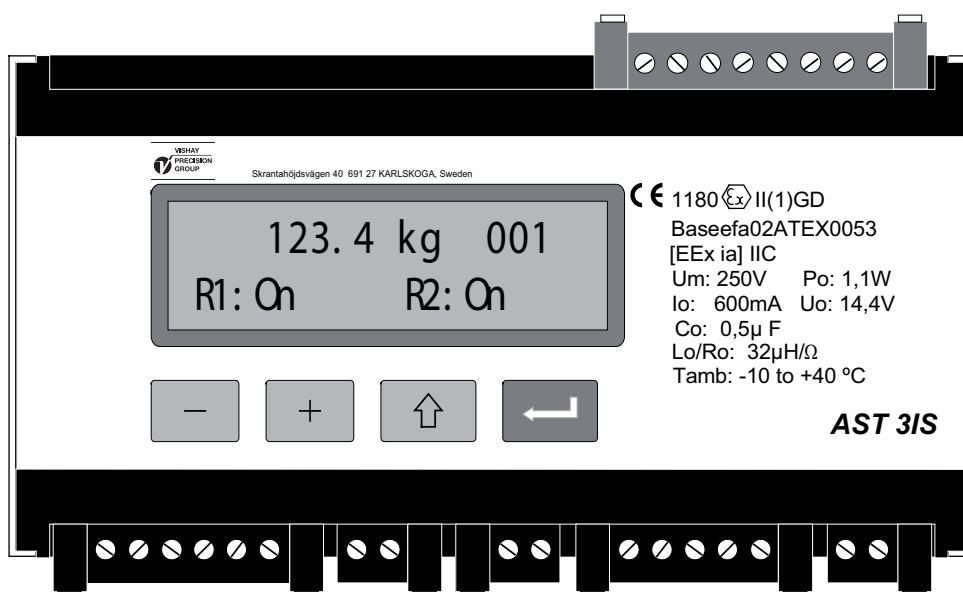 VISHAY
PRECISION
GROUP
Skrantahöjdsvägen 40 691 27 KARLSKOGA, Sweden
123.4 kg 001
R1: On R2: On
CE 1180 Ex II(1)GD
Baseefa02ATEX0053
[EEx ia] IIC
Um: 250V Po: 1,1W
Io: 600mA Uo: 14,4V
Co: 0,5µ F
Lo/Ro: 32µH/Ω
Tamb: -10 to +40 ºC
- +
AST 3IS